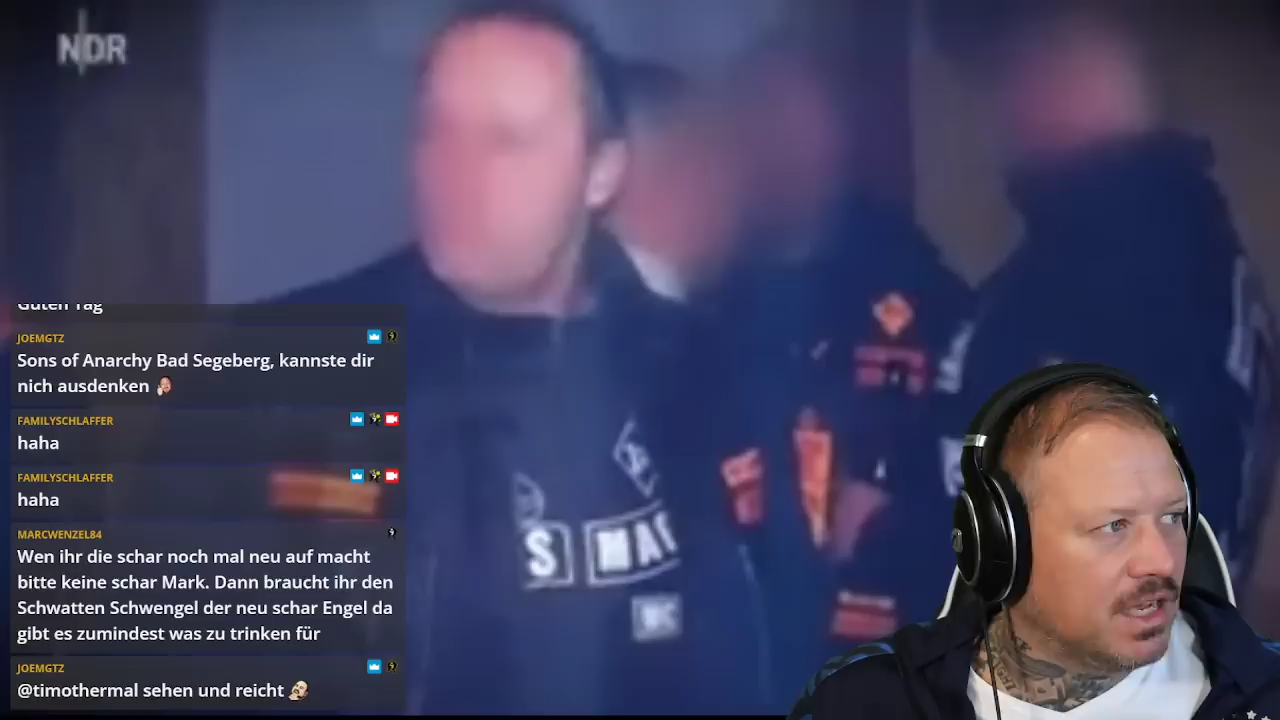 NDR
Guten Tag
JOEMGTZ
Sons of Anarchy Bad Segeberg, kannste dir
nich ausdenken
FAMILYSCHLAFFER
haha
FAMILYSCHLAFFER
haha
MARCWENZEL84
Wen ihr die schar noch mal neu auf macht
bitte keine schar Mark. Dann braucht ihr den
Schwatten Schwengel der neu schar Engel da
gibt es zumindest was zu trinken für
JOEMGTZ
@timothermal sehen und reicht